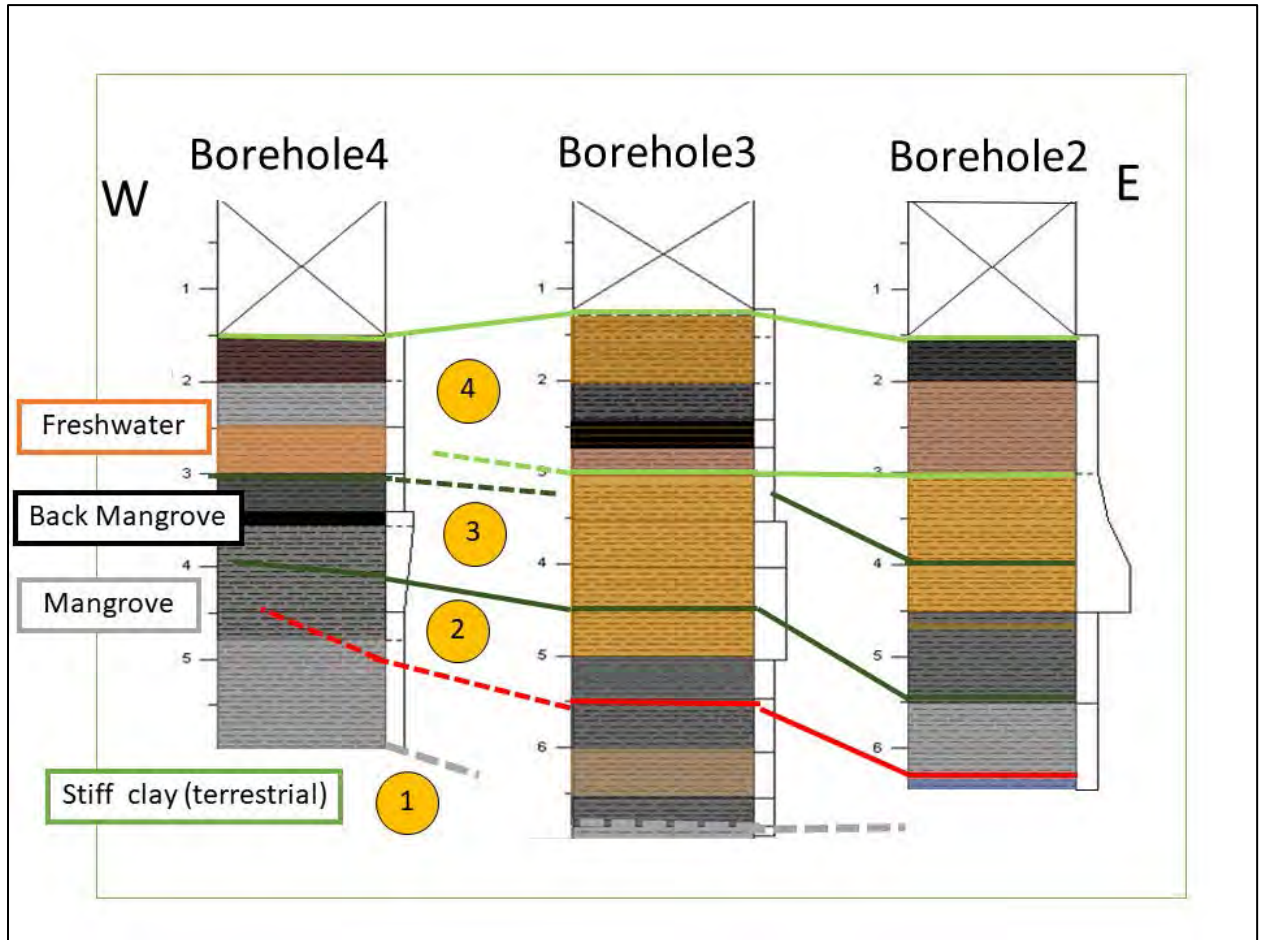 Borehole4
Borehole3
Borehole2
W
E
1
2
3
4
5
1
2
3
4
5
6
1
2
3
4
5
6
4
3
2
1
Freshwater
Back Mangrove
Mangrove
Stiff clay (terrestrial)